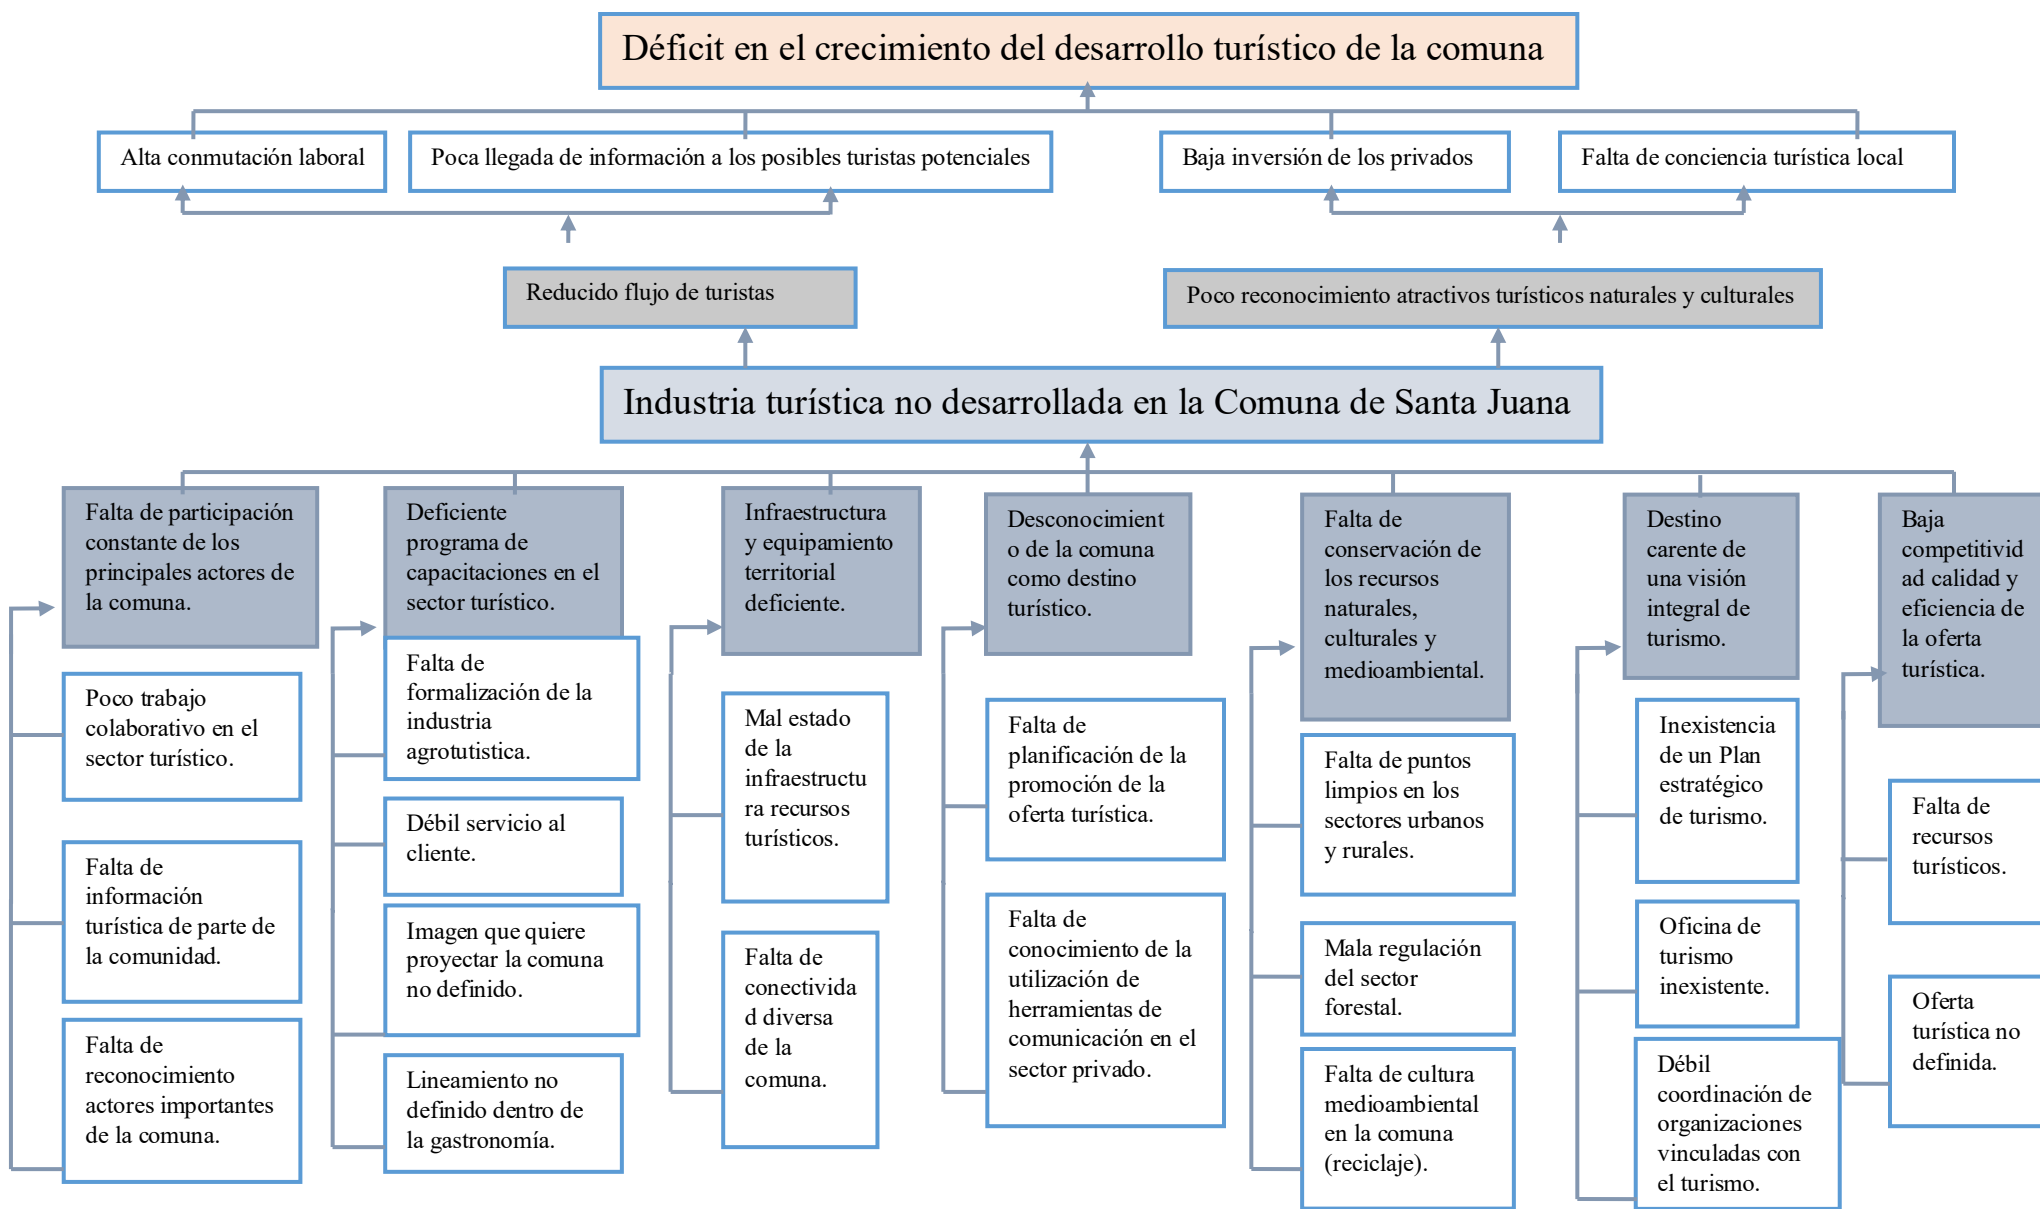 Déficit en el crecimiento del desarrollo turístico de la comuna
Alta conmutación laboral
Poca llegada de información a los posibles turistas potenciales
Baja inversión de los privados
Falta de conciencia turística local
Reducido flujo de turistas
Poco reconocimiento atractivos turísticos naturales y culturales
Industria turística no desarrollada en la Comuna de Santa Juana
Falta de participación
constante de los
principales actores de
la comuna.
Poco trabajo
colaborativo en el
sector turístico.
Falta de
información
turística de parte de
la comunidad.
Falta de
reconocimiento
actores importantes
de la comuna.
Deficiente
programa de
capacitaciones en el
sector turístico.
Falta de
formalización de la
industria
agrotutistica.
Débil servicio al
cliente.
Imagen que quiere
proyectar la comuna
no definido.
Lineamiento no
definido dentro de
la gastronomía.
Infraestructura
y equipamiento
territorial
deficiente.
Mal estado
de la
infraestructu
ra recursos
turísticos.
Falta de
conectivida
d diversa
de la
comuna.
Desconocimient
o de la comuna
como destino
turístico.
Falta de
planificación de la
promoción de la
oferta turística.
Falta de
conocimiento de la
utilización de
herramientas de
comunicación en el
sector privado.
Falta de
conservación de
los recursos
naturales,
culturales y
medioambiental.
Falta de puntos
limpios en los
sectores urbanos
y rurales.
Mala regulación
del sector
forestal.
Falta de cultura
medioambiental
en la comuna
(reciclaje).
Destino
carente de
una visión
integral de
turismo.
Inexistencia
de un Plan
estratégico
de turismo.
Oficina de
turismo
inexistente.
Débil
coordinación de
organizaciones
vinculadas con
el turismo.
Baja
competitivid
ad calidad y
eficiencia de
la oferta
turística.
Falta de
recursos
turísticos.
Oferta
turística no
definida.